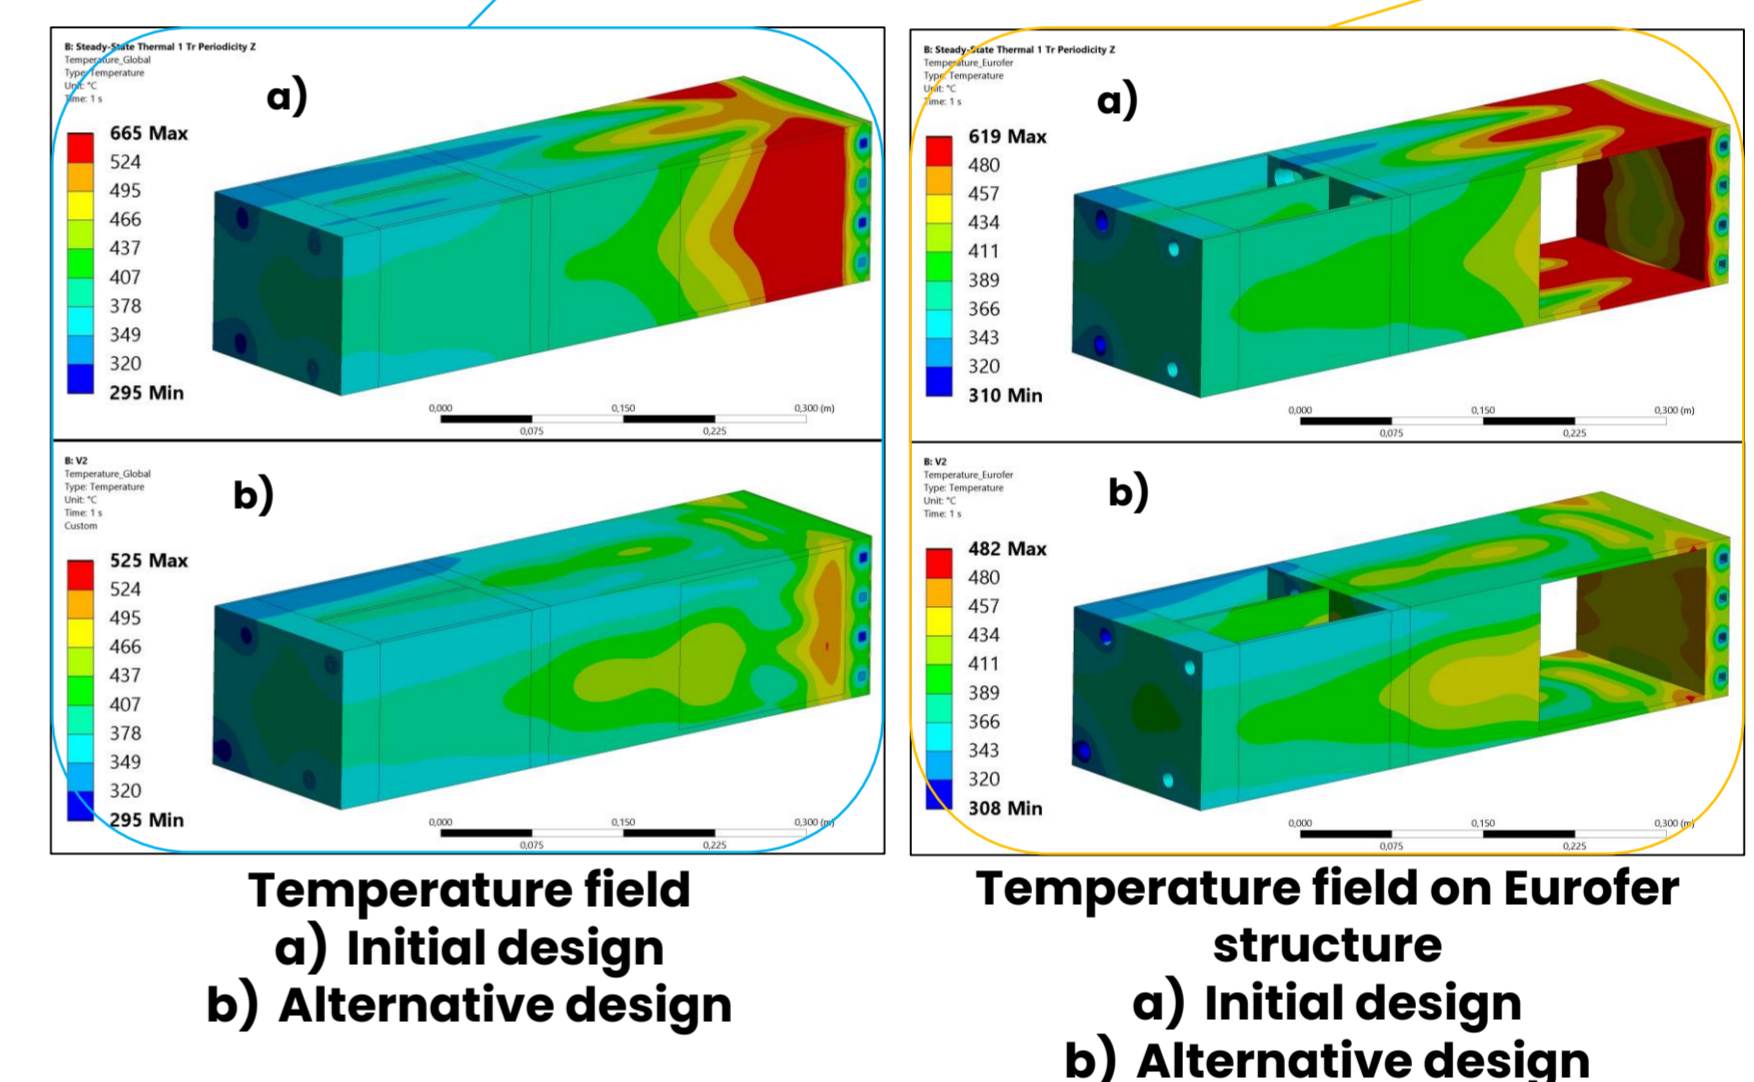 B: Steady-State Thermal 1 Tr Periodicity Z
Temperature_Global
Type: Temperature
Unit: °C
Time: 1 s
a)
665 Max
524
495
466
437
407
378
349
320
295 Min
0,000
0,150
0,300 (m)
0,075
0,225
B: Steady-State Thermal 1 Tr Periodicity Z
Temperature_Eurofer
Type: Temperature
Unit: °C
Time: 1 s
a)
619 Max
480
457
434
411
389
366
343
320
310 Min
0,000
0,150
0,300 (m)
0,075
0,225
B: V2
Temperature_Global
Type: Temperature
Unit: °C
Time: 1 s
Custom
b)
525 Max
524
495
466
437
407
378
349
320
295 Min
0,000
0,150
0,300 (m)
0,075
0,225
B: V2
Temperature_Eurofer
Type: Temperature
Unit: °C
Time: 1 s
b)
482 Max
480
457
434
411
389
366
343
320
308 Min
0,000
0,150
0,300 (m)
0,075
0,225
Temperature field
a) Initial design
b) Alternative design
Temperature field on Eurofer
structure
a) Initial design
b) Alternative design